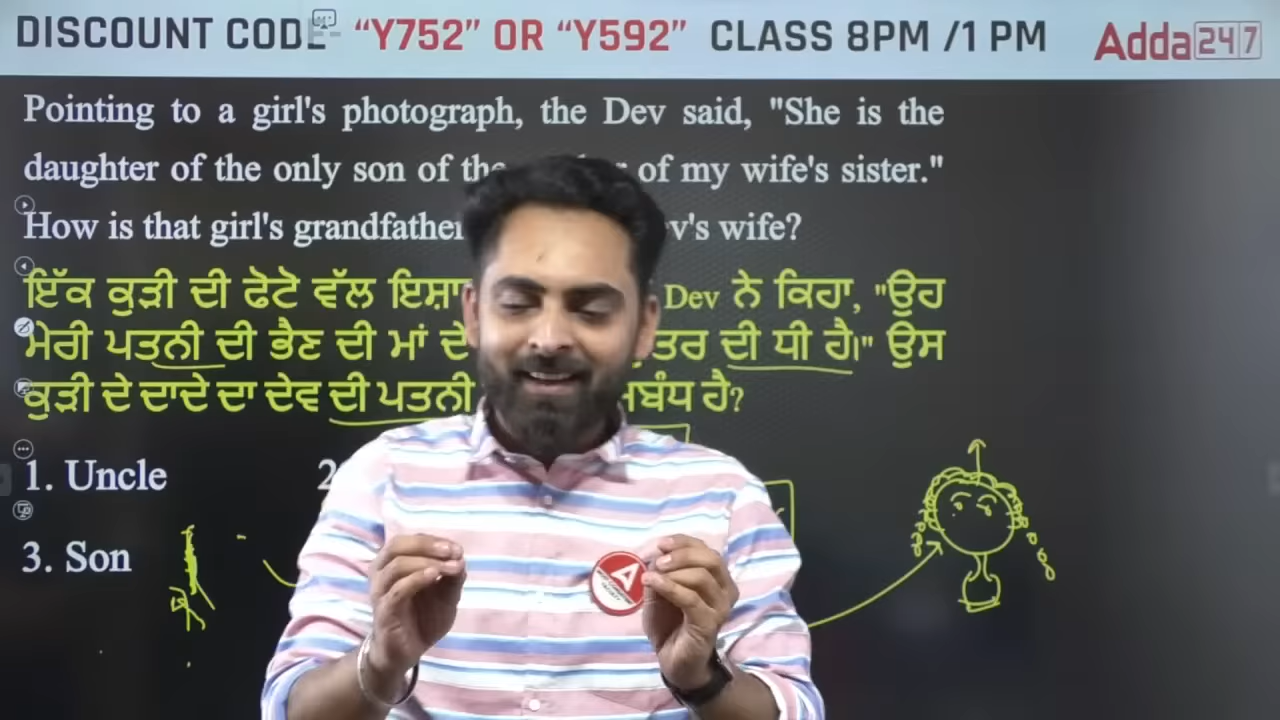 DISCOUNT CODE "Y752" OR "Y592" CLASS 8PM /1 PM Adda247
Pointing to a girl's photograph, the Dev said, "She is the
daughter of the only son of the of my wife's sister."
How is that girl's grandfather wife?
ਇੱਕ ਕੁੜੀ ਦੀ ਫੋਟੋ ਵੱਲ Dev ਨੇ ਕਿਹਾ, "ਉਹ
ਮੇਰੀ ਪਤਨੀ ਦੀ ਭੈਣ ਦੀ ਮਾਂ ਦੇ ਦੀ ਧੀ ਹੈ।" ਉਸ
ਕੁੜੀ ਦੇ ਦਾਦੇ ਦਾ ਦੇਵ ਦੀ ਪਤਨੀ ਹੈ?
1. Uncle 2
3. Son